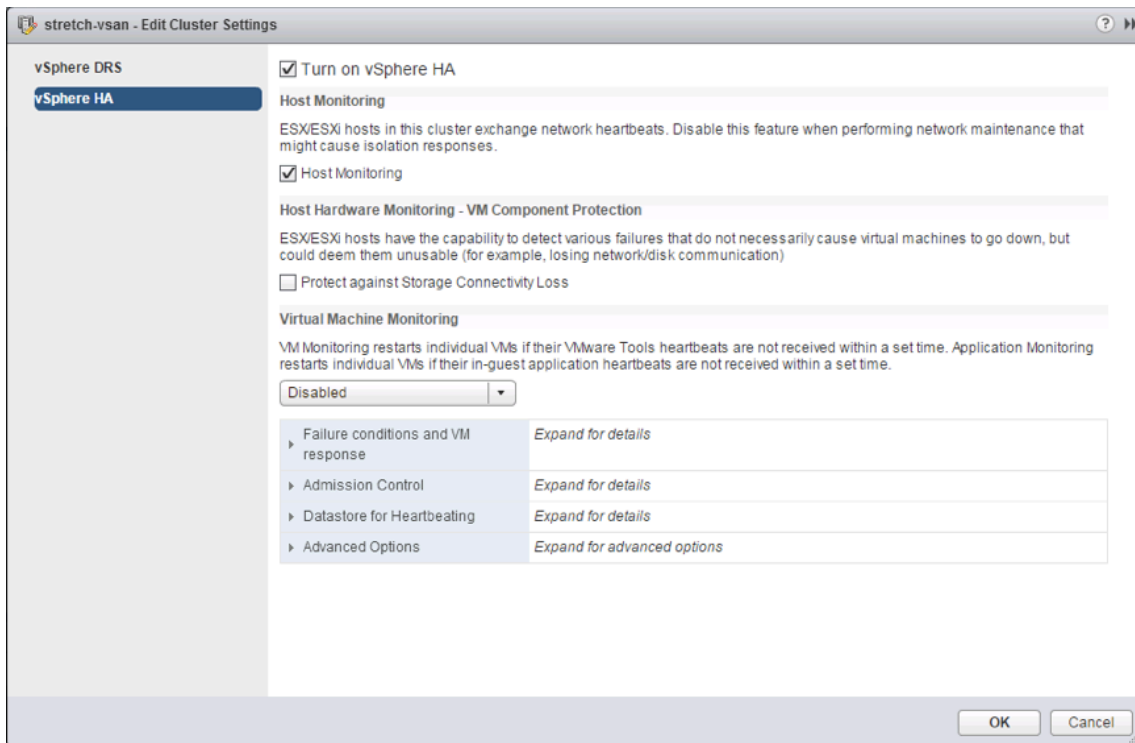 stretch-vsan - Edit Cluster Settings
?
vSphere DRS
vSphere HA
Turn on vSphere HA
Host Monitoring
ESX/ESXi hosts in this cluster exchange network heartbeats. Disable this feature when performing network maintenance that
might cause isolation responses.
Host Monitoring
Host Hardware Monitoring - VM Component Protection
ESX/ESXi hosts have the capability to detect various failures that do not necessarily cause virtual machines to go down, but
could deem them unusable (for example, losing network/disk communication)
Protect against Storage Connectivity Loss
Virtual Machine Monitoring
VM Monitoring restarts individual VMs if their VMware Tools heartbeats are not received within a set time. Application Monitoring
restarts individual VMs if their in-guest application heartbeats are not received within a set time.
Disabled
Failure conditions and VM
response
Expand for details
Admission Control
Expand for details
Datastore for Heartbeating
Expand for details
Advanced Options
Expand for advanced options
OK
Cancel